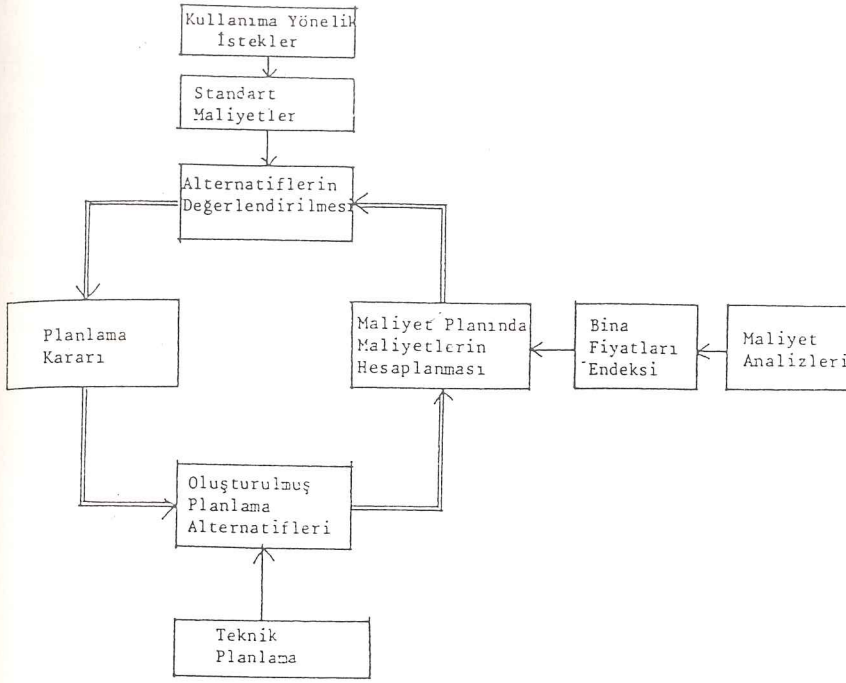 Kullanıma Yönelik
İstekler
Standart
Maliyetler
Alternatiflerin
Değerlendirilmesi
Planlama
Kararı
Maliyet Planında
Maliyetlerin
Hesaplanması
Bina
Fiyatları
Endeksi
Maliyet
Analizleri
Oluşturulmuş
Planlama
Alternatifleri
Teknik
Planlama